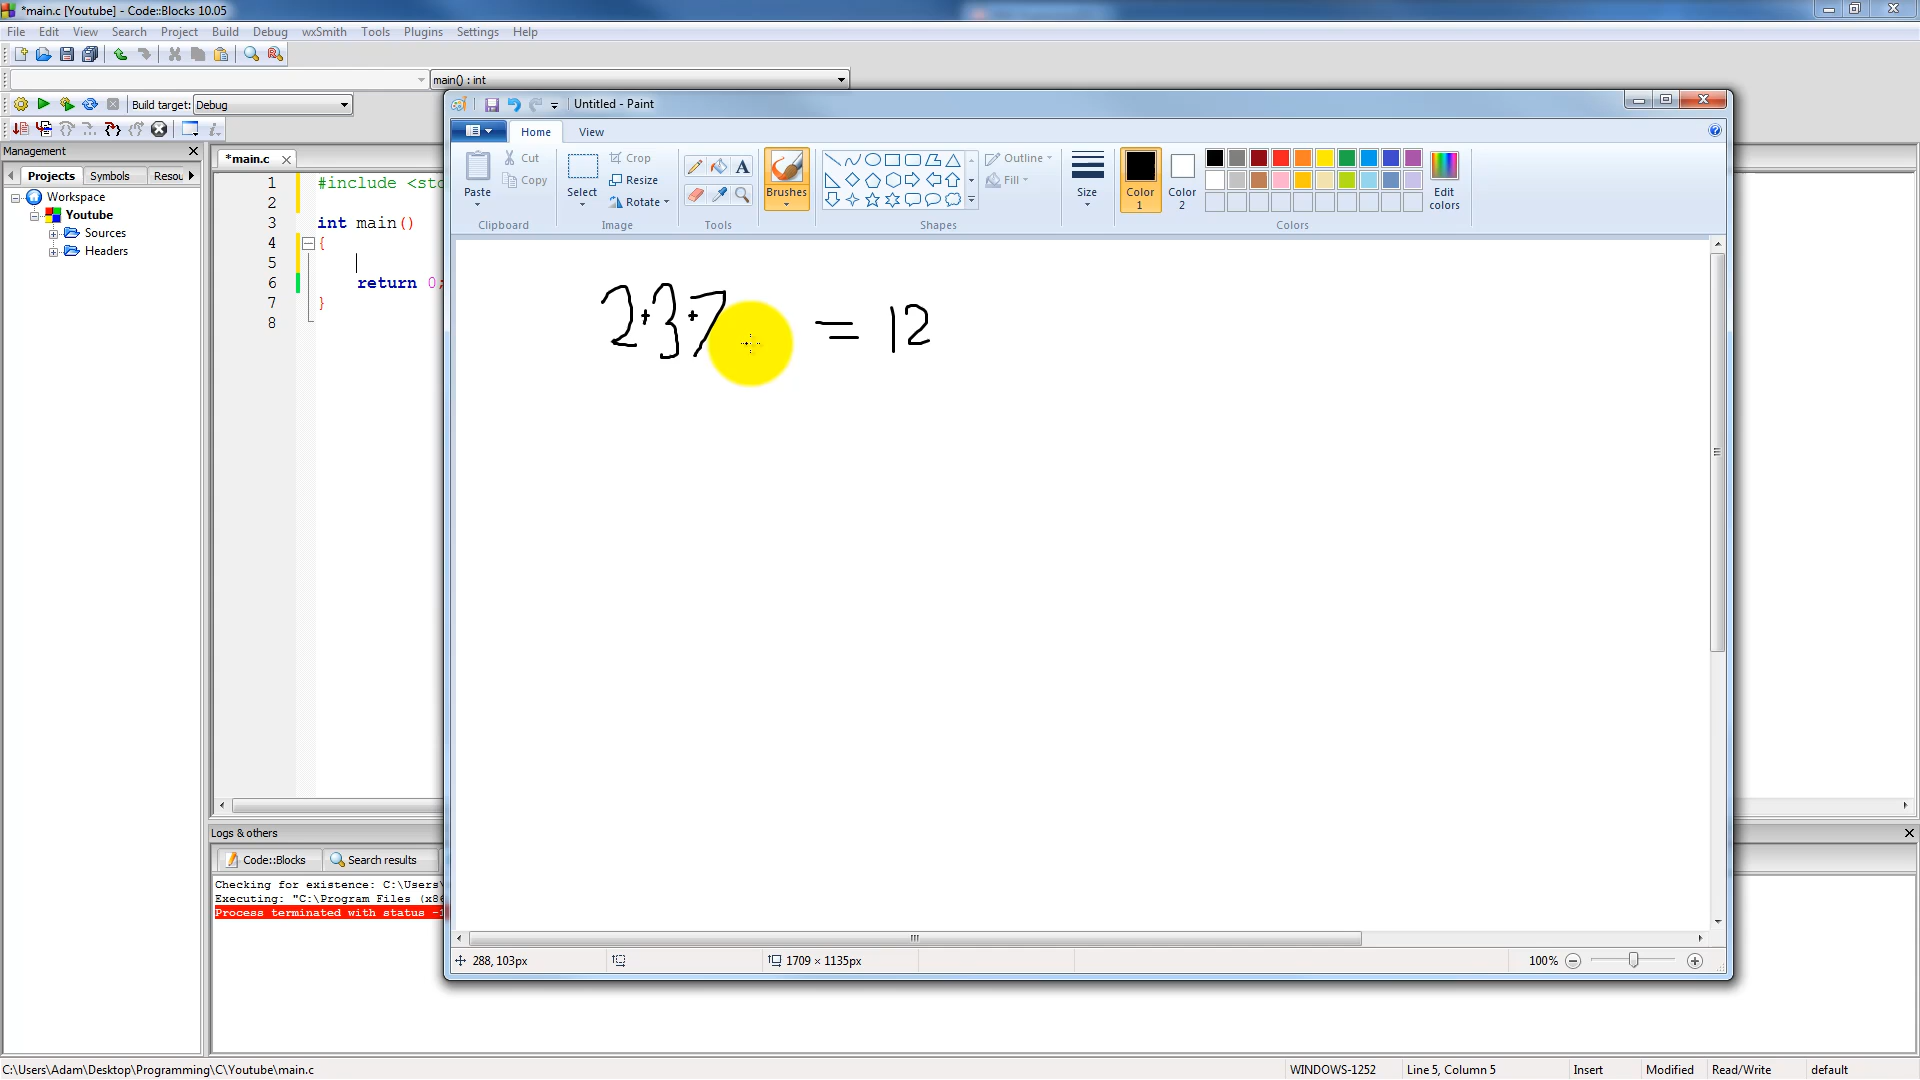 *main.c [Youtube] - Code::Blocks 10.05
File Edit View Search Project Build Debug wxSmith Tools Plugins Settings Help
main() : int
Build target: Debug
Untitled - Paint
Home View
Management
Projects Symbols Resou
Workspace
Youtube
Sources
Headers
*main.c
1 #include <stc
2
3 int main()
4 {
5
6 return 0;
7 }
8
Paste Cut Copy Clipboard
Select Crop Resize Rotate Image
A Tools
Brushes
Outline Fill Shapes
Size
Color 1 Color 2 Edit colors Colors
2+3+7 = 12
Logs & others
Code::Blocks Search results
Checking for existence: C:\Users\
Executing: "C:\Program Files
Process terminated with status
288, 103px 1709 × 1135px 100%
C:\Users\Adam\Desktop\Programming\C\Youtube\main.c WINDOWS-1252 Line 5, Column 5 Insert Modified Read/Write default